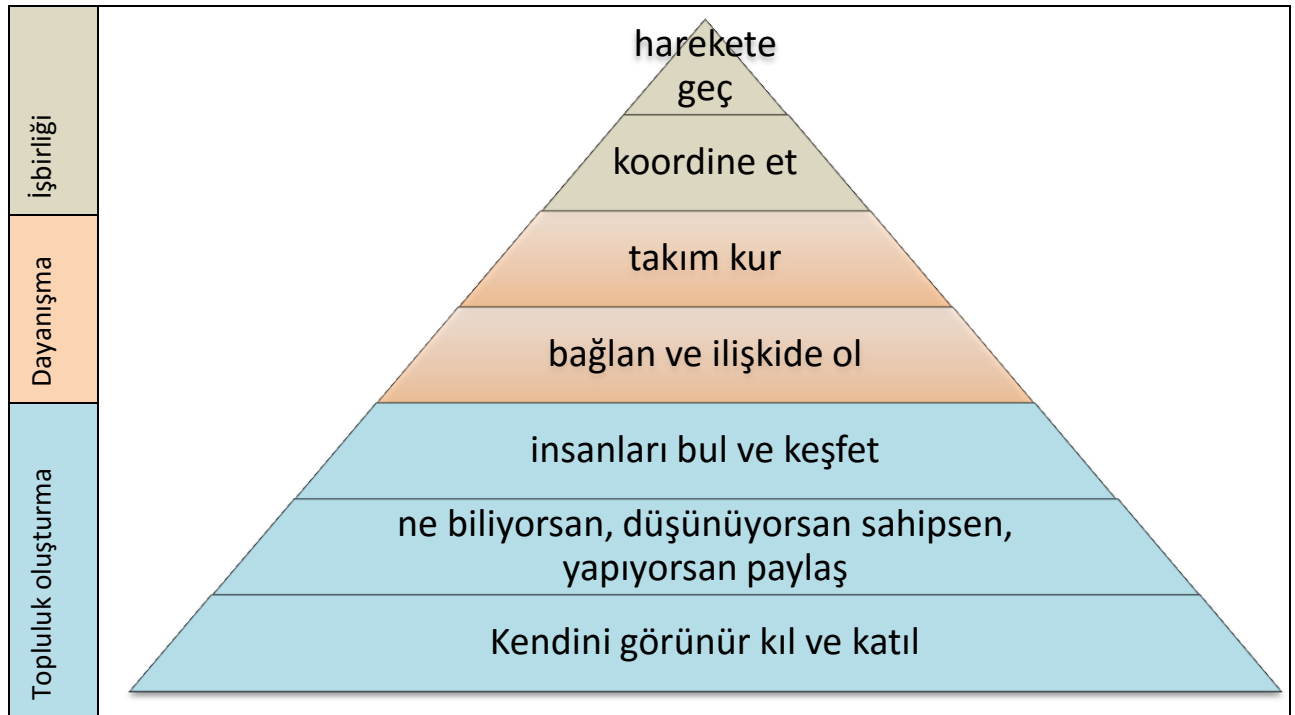 İşbirliği
harekete
geç
koordine et
Dayanışma
takım kur
bağlan ve ilişkide ol
Topluluk oluşturma
insanları bul ve keşfet
ne biliyorsan, düşünüyorsan sahipsen,
yapıyorsan paylaş
Kendini görünür kıl ve katıl